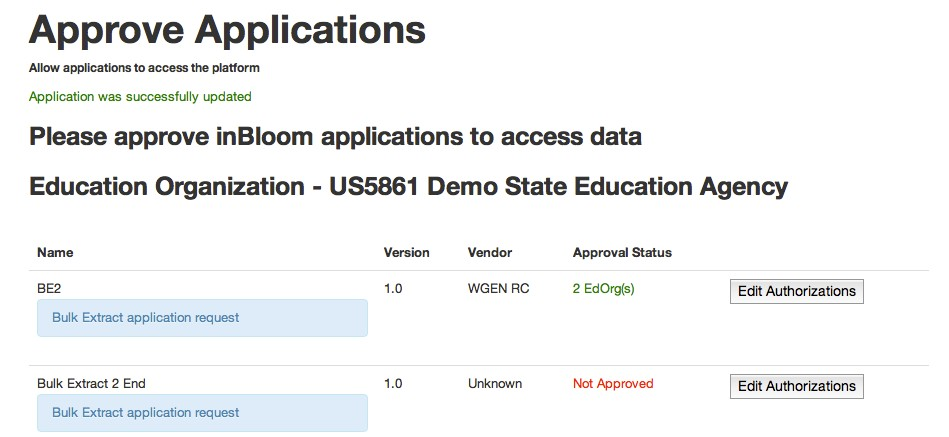 Approve Applications
Allow applications to access the platform
Application was successfully updated
Please approve inBloom applications to access data
Education Organization - US5861 Demo State Education Agency
Name Version Vendor Approval Status
BE2 1.0 WGEN RC 2 EdOrg(s) Edit Authorizations
Bulk Extract application request
Bulk Extract 2 End 1.0 Unknown Not Approved Edit Authorizations
Bulk Extract application request